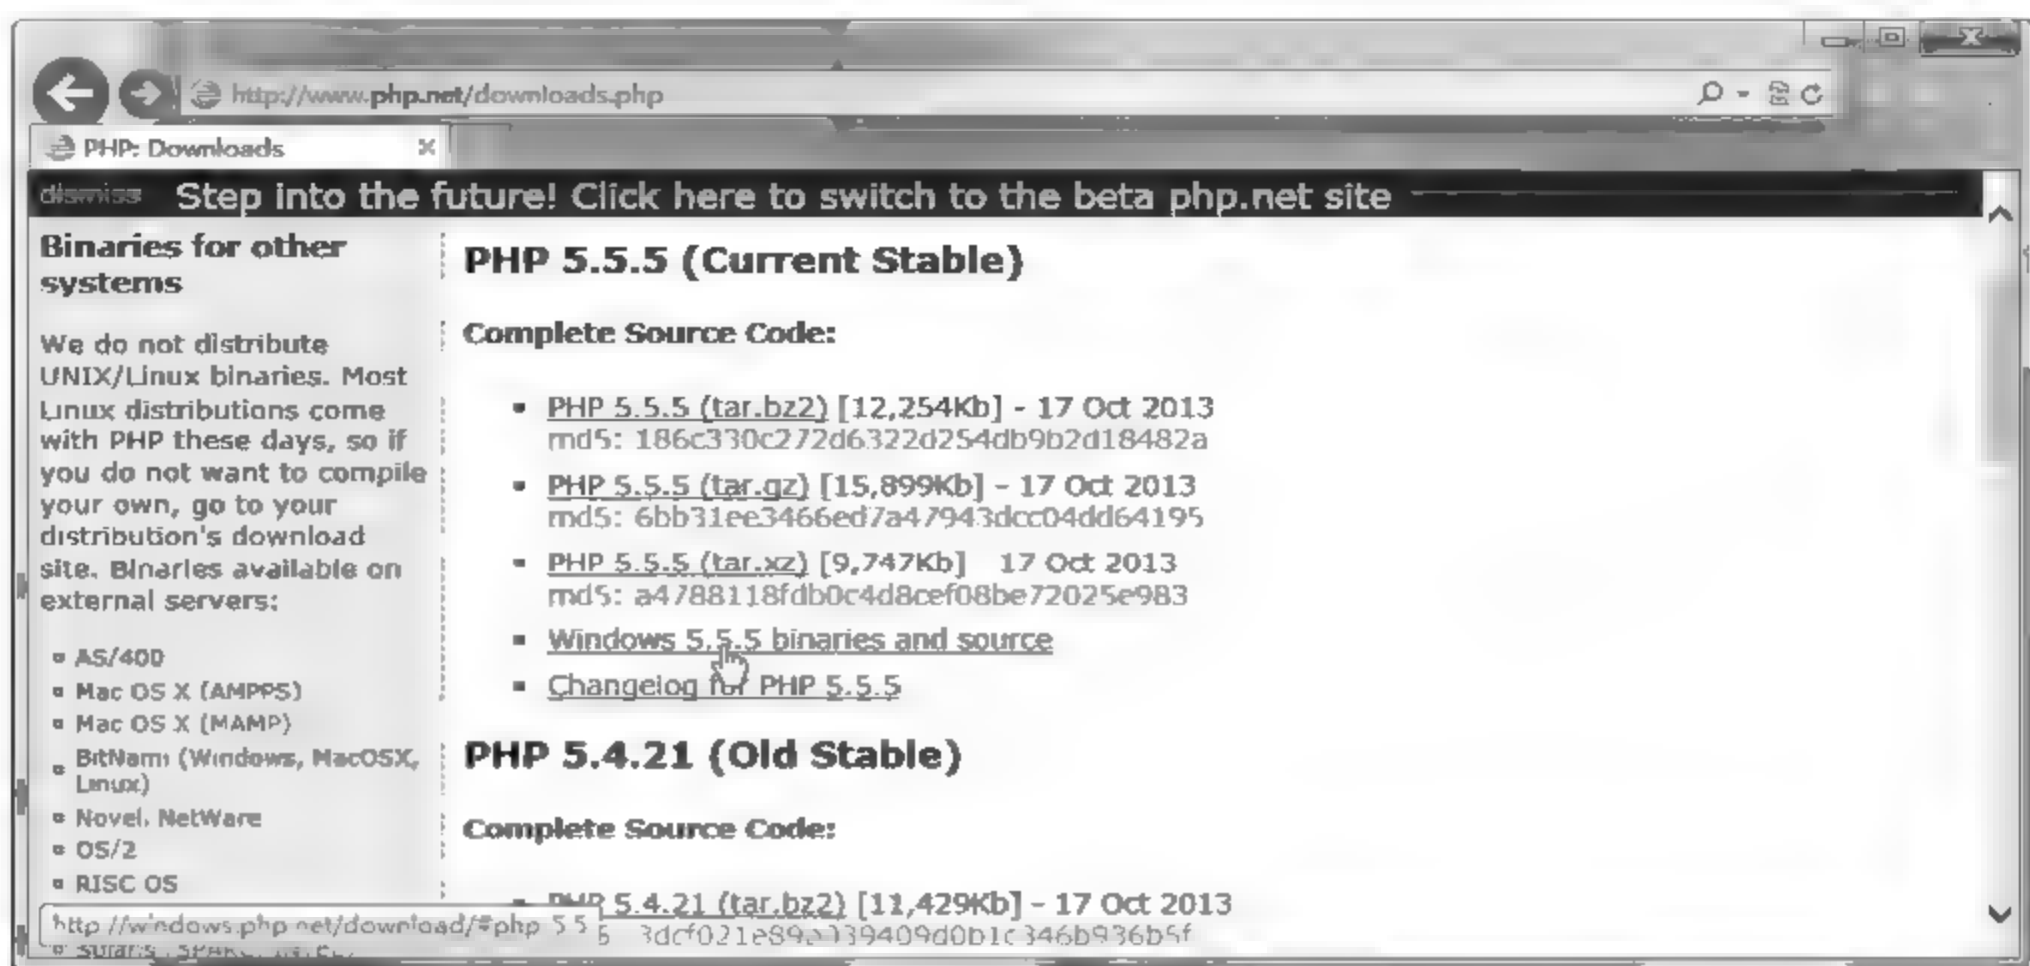 http://www.php.net/downloads.php
PHP: Downloads
dismiss Step into the future! Click here to switch to the beta php.net site
Binaries for other
systems
We do not distribute
UNIX/Linux binaries. Most
Linux distributions come
with PHP these days, so if
you do not want to compile
your own, go to your
distribution's download
site. Binaries available on
external servers:
AS/400
Mac OS X (AMPPS)
Mac OS X (MAMP)
BitNami (Windows, MacOSX,
Linux)
Novel, NetWare
OS/2
RISC OS
PHP 5.5.5 (Current Stable)
Complete Source Code:
PHP 5.5.5 (tar.bz2) [12,254Kb] - 17 Oct 2013
md5: 186c330c272d6322d254db9b2d18482a
PHP 5.5.5 (tar.gz) [15,899Kb] - 17 Oct 2013
md5: 6bb31ee3466ed7a47943dcc04dd64195
PHP 5.5.5 (tar.xz) [9,747Kb] 17 Oct 2013
md5: a4788118fdb0c4d8cef08be72025e983
Windows 5.5.5 binaries and source
Changelog for PHP 5.5.5
PHP 5.4.21 (Old Stable)
Complete Source Code:
PHP 5.4.21 (tar.bz2) [11,429Kb] - 17 Oct 2013
http://windows.php.net/download/#php-5.5